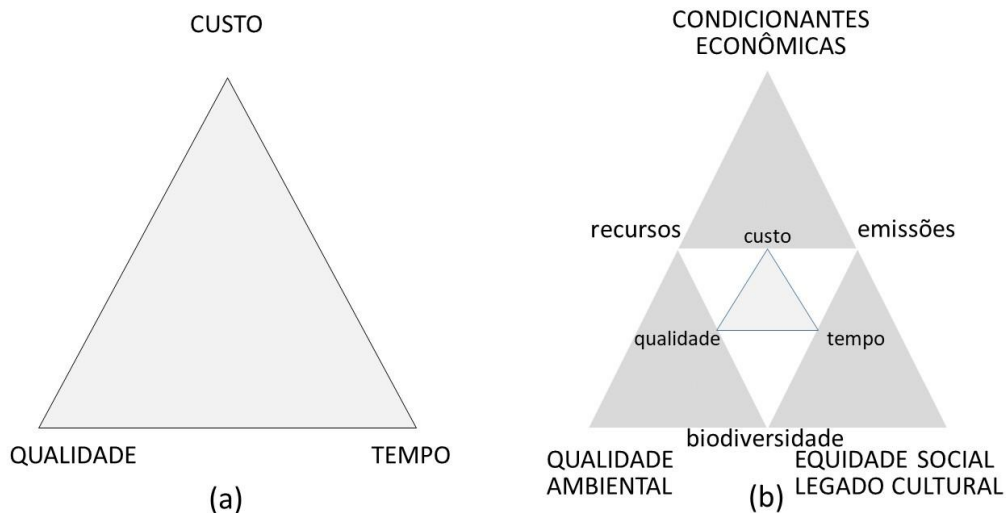 CUSTO
QUALIDADE
TEMPO
(a)
CONDICIONANTES
ECONÔMICAS
recursos
emissões
custo
qualidade
tempo
biodiversidade
QUALIDADE
AMBIENTAL
EQUIDADE SOCIAL
LEGADO CULTURAL
(b)